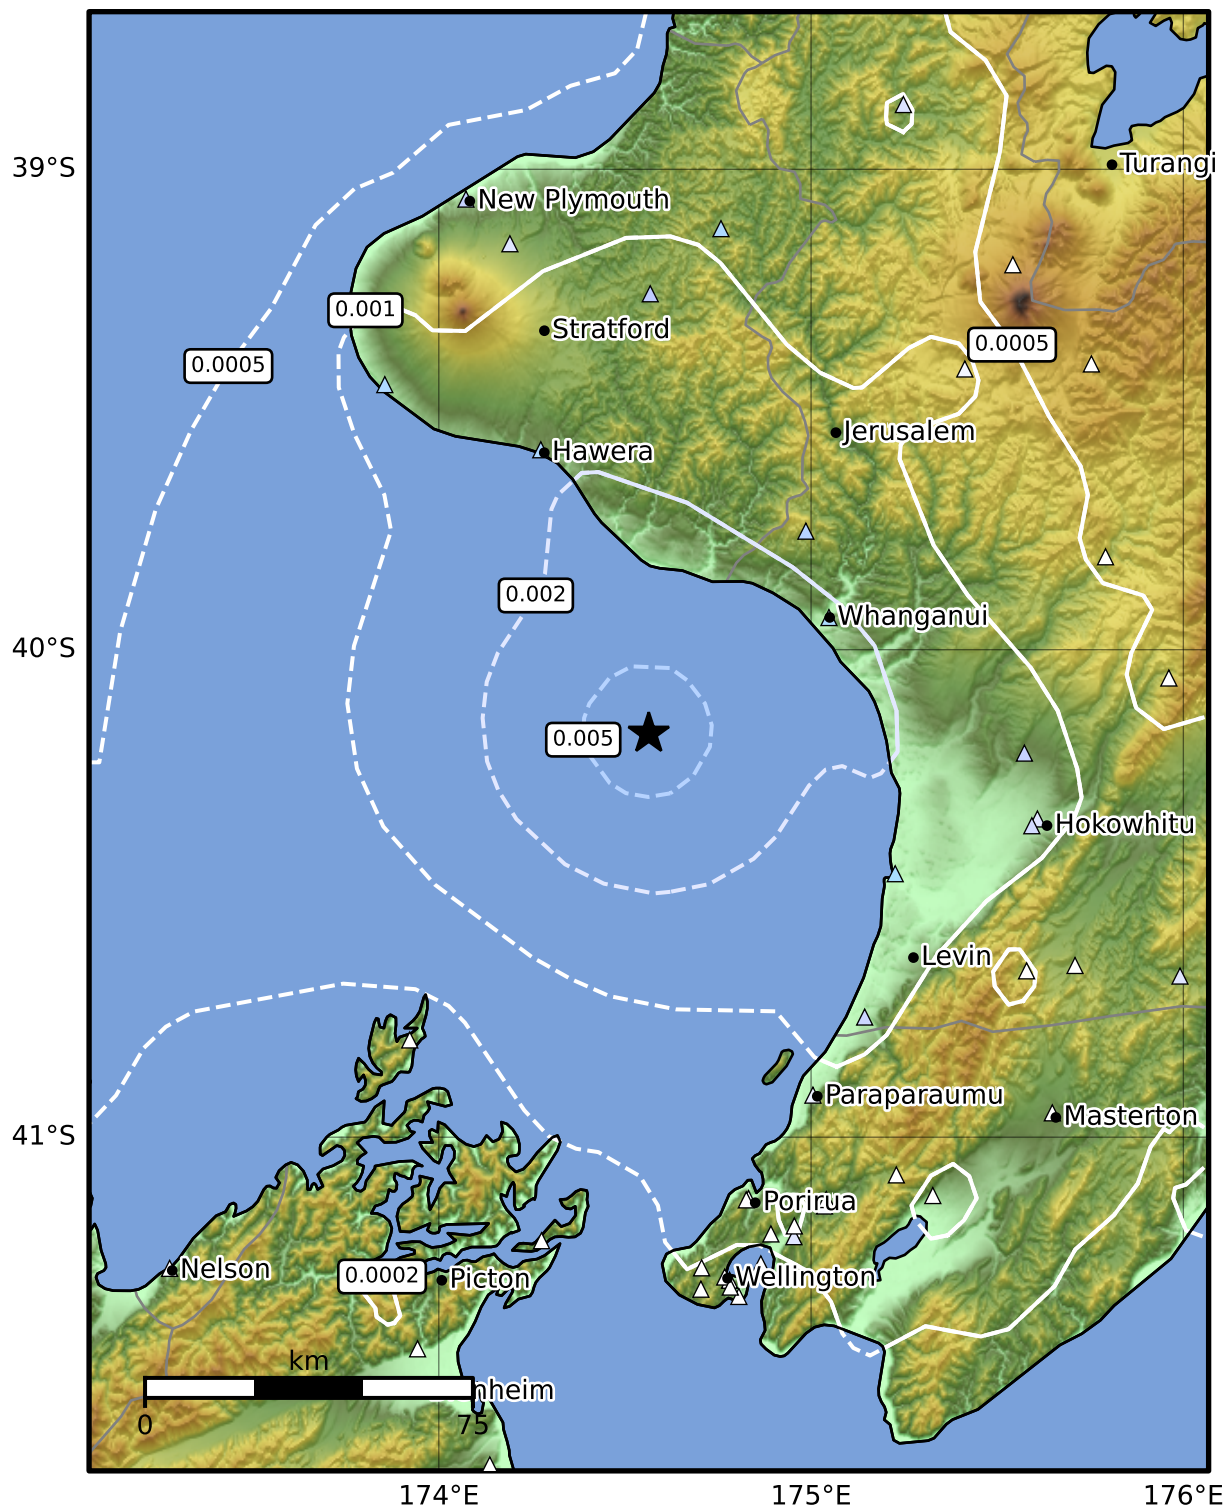 39°S
Turangi
New Plymouth
0.001
Stratford
0.0005
0.0005
Jerusalem
Hawera
0.002
Whanganui
40°S
0.005
Hokowhitu
Levin
Paraparaumu
Masterton
41°S
Porirua
Nelson
0.0002
Picton
Wellington
km
nheim
0
75
174°E
175°E
176°E